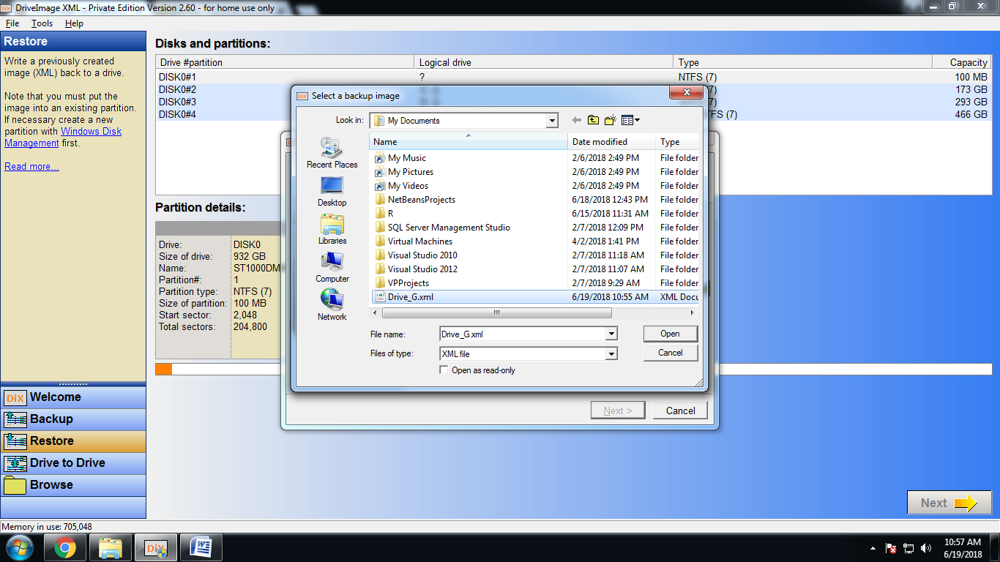 DiX DriveImage XML - Private Edition Version 2.60 - for home use only
File Tools Help
Restore
Write a previously created
image (XML) back to a drive.
Note that you must put the
image into an existing partition.
If necessary create a new
partition with Windows Disk
Management first.
Read more...
Disks and partitions:
Drive #partition Logical drive Type Capacity
DISK0#1 ? NTFS (7) 100 MB
DISK0#2 (7) 173 GB
DISK0#3 (7) 293 GB
DISK0#4 TFS (7) 466 GB
Partition details:
Drive: DISK0
Size of drive: 932 GB
Name: ST1000DM
Partition#: 1
Partition type: NTFS (7)
Size of partition: 100 MB
Start sector: 2,048
Total sectors: 204,800
DiX Select a backup image
Look in: My Documents
Recent Places
Desktop
Libraries
Computer
Network
Name Date modified Type
My Music 2/6/2018 2:49 PM File folder
My Pictures 2/6/2018 2:49 PM File folder
My Videos 2/6/2018 2:49 PM File folder
NetBeansProjects 6/18/2018 12:43 PM File folder
R 6/15/2018 11:31 AM File folder
SQL Server Management Studio 2/7/2018 12:09 PM File folder
Virtual Machines 4/2/2018 1:41 PM File folder
Visual Studio 2010 2/7/2018 11:18 AM File folder
Visual Studio 2012 2/7/2018 11:07 AM File folder
VPProjects 2/7/2018 9:29 AM File folder
Drive_G.xml 6/19/2018 10:55 AM XML Docu
File name: Drive_G.xml Open
Files of type: XML file Cancel
Open as read-only
Next > Cancel
DiX Welcome
Backup
Restore
Drive to Drive
Browse
Next
Memory in use: 705,048
DiX
10:57 AM
6/19/2018